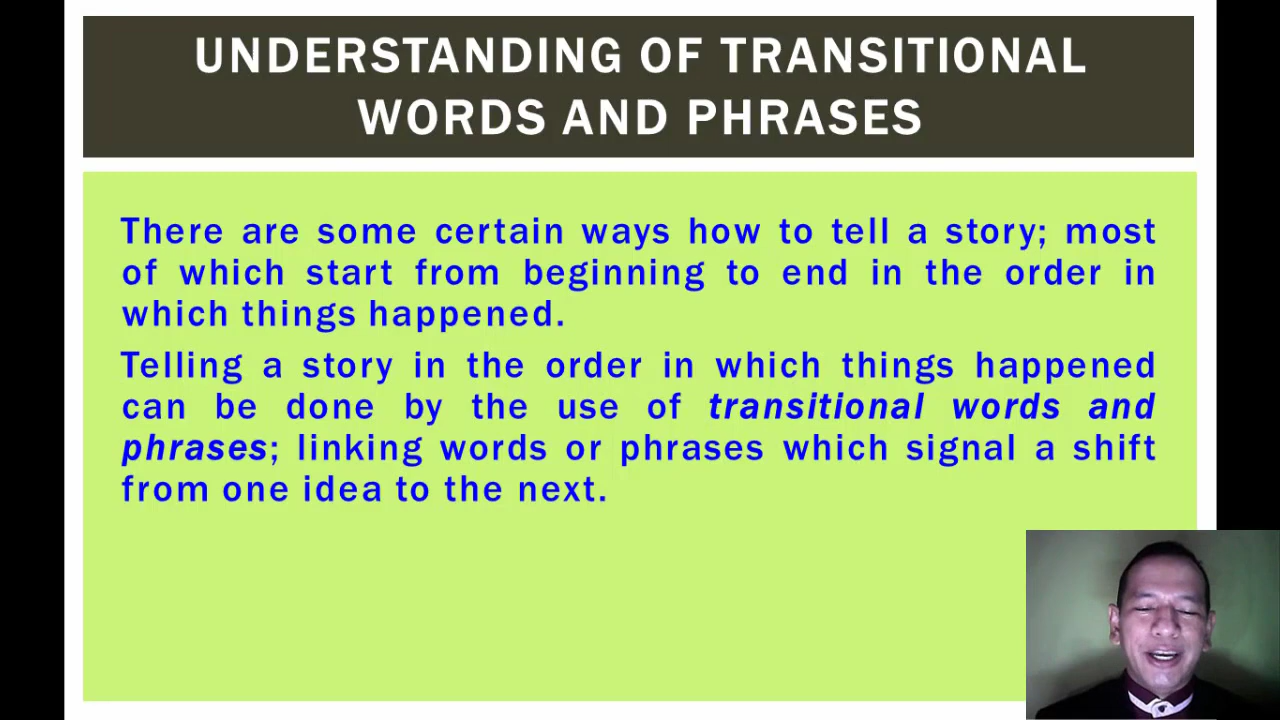 UNDERSTANDING OF TRANSITIONAL
WORDS AND PHRASES
There are some certain ways how to tell a story; most
of which start from beginning to end in the order in
which things happened.
Telling a story in the order in which things happened
can be done by the use of transitional words and
phrases; linking words or phrases which signal a shift
from one idea to the next.